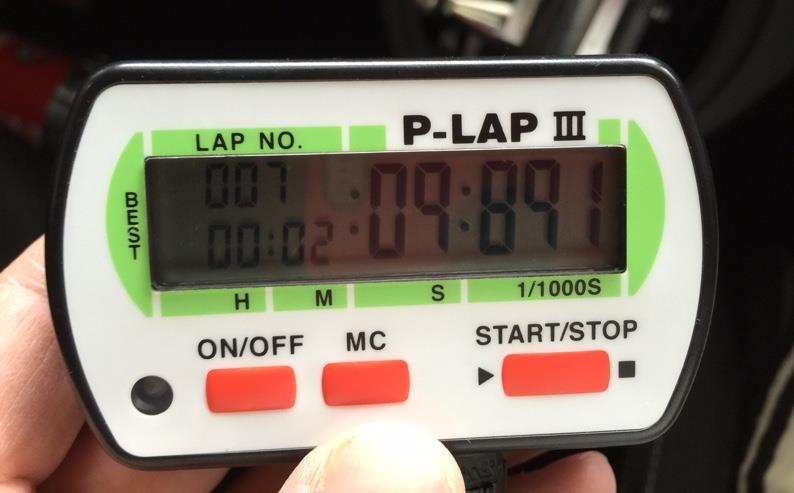 P-LAP III
LAP NO.
007
BEST
00:02:09:891
H M S 1/1000S
ON/OFF MC START/STOP